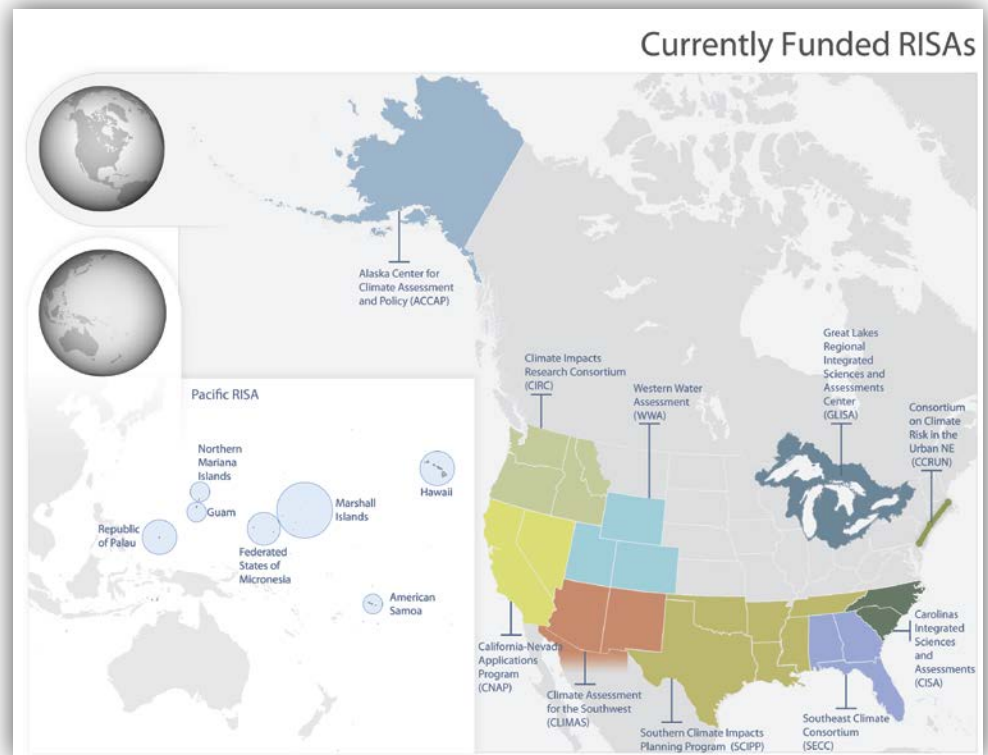 Currently Funded RISAs
Alaska Center for
Climate Assessment
and Policy (ACCAP)
Climate Impacts
Research Consortium
(CIRC)
Western Water
Assessment
(WWA)
Great Lakes
Regional
Integrated
Sciences and
Assessments
Center
(GLISA)
Consortium
on Climate
Risk in the
Urban NE
(CCRUN)
Pacific RISA
Northern
Mariana
Islands
Guam
Republic
of Palau
Federated
States of
Micronesia
Marshall
Islands
Hawaii
American
Samoa
California-Nevada
Applications
Program
(CNAP)
Climate Assessment
for the Southwest
(CLIMAS)
Southern Climate Impacts
Planning Program (SCIPP)
Southeast Climate
Consortium
(SECC)
Carolinas
Integrated
Sciences
and
Assessments
(CISA)